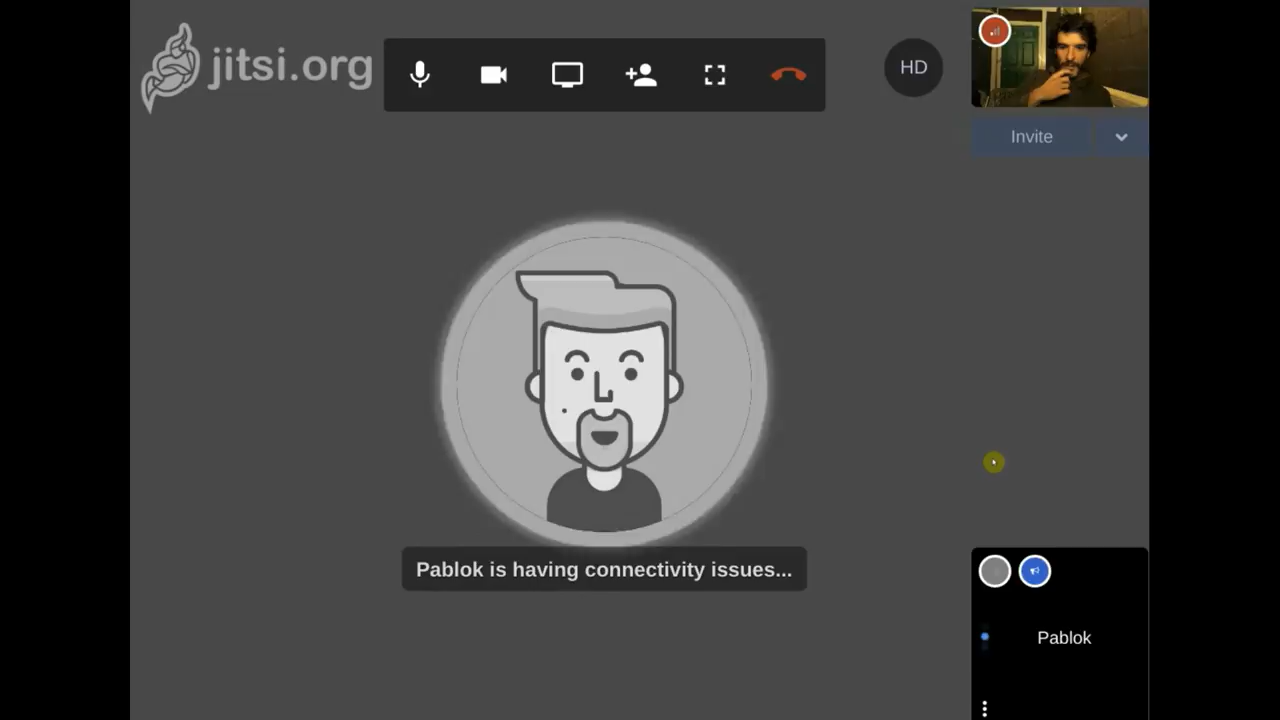 jitsi.org
HD
Invite
Pablok is having connectivity issues...
Pablok